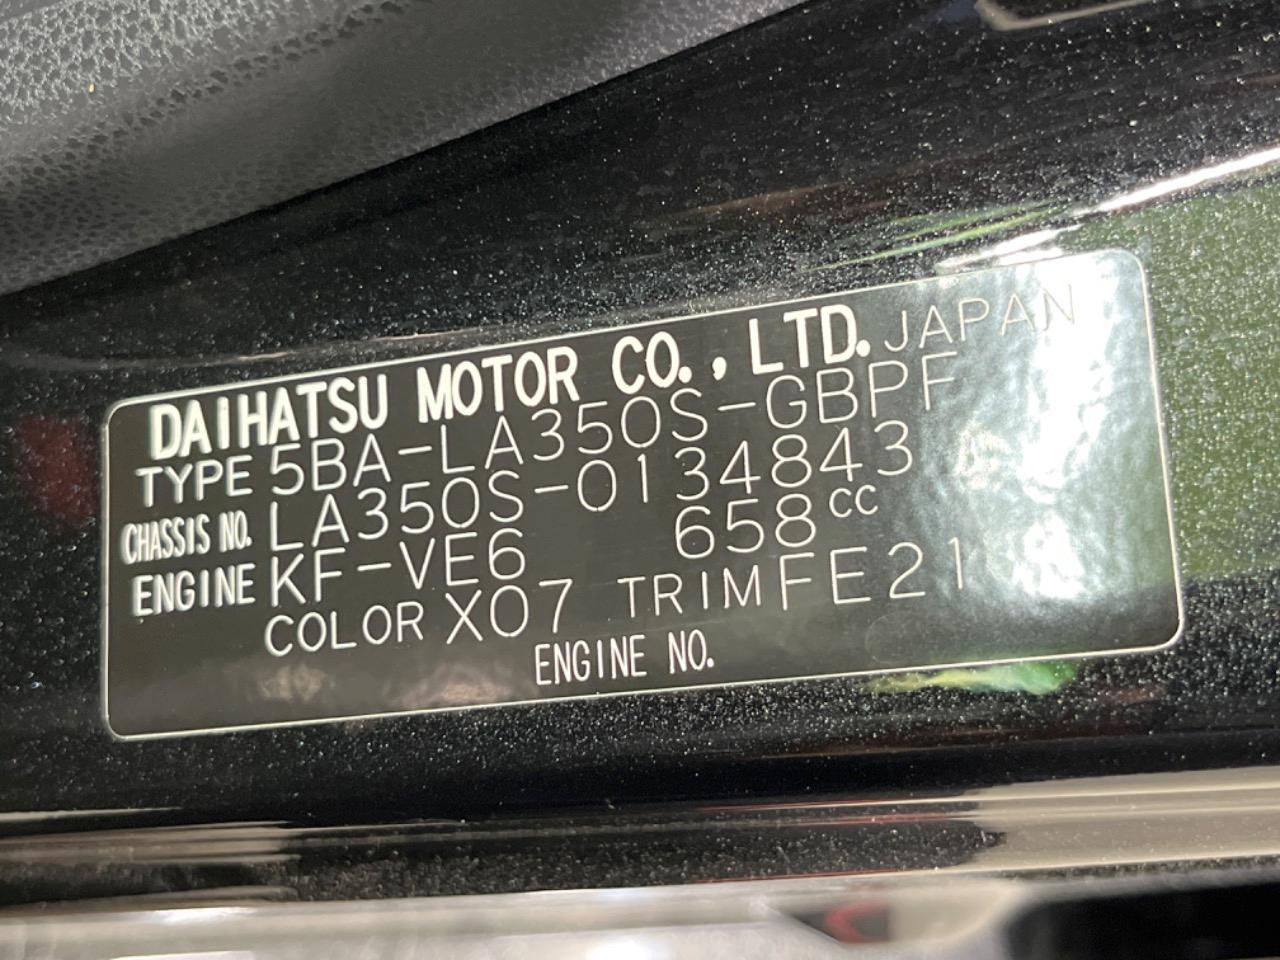 DAIHATSU MOTOR CO., LTD. JAPAN
TYPE 5BA-LA350S-GBPF
CHASSIS NO. LA350S-0134843
ENGINE KF-VE6 658cc
COLOR X07 TRIM FE21
ENGINE NO.